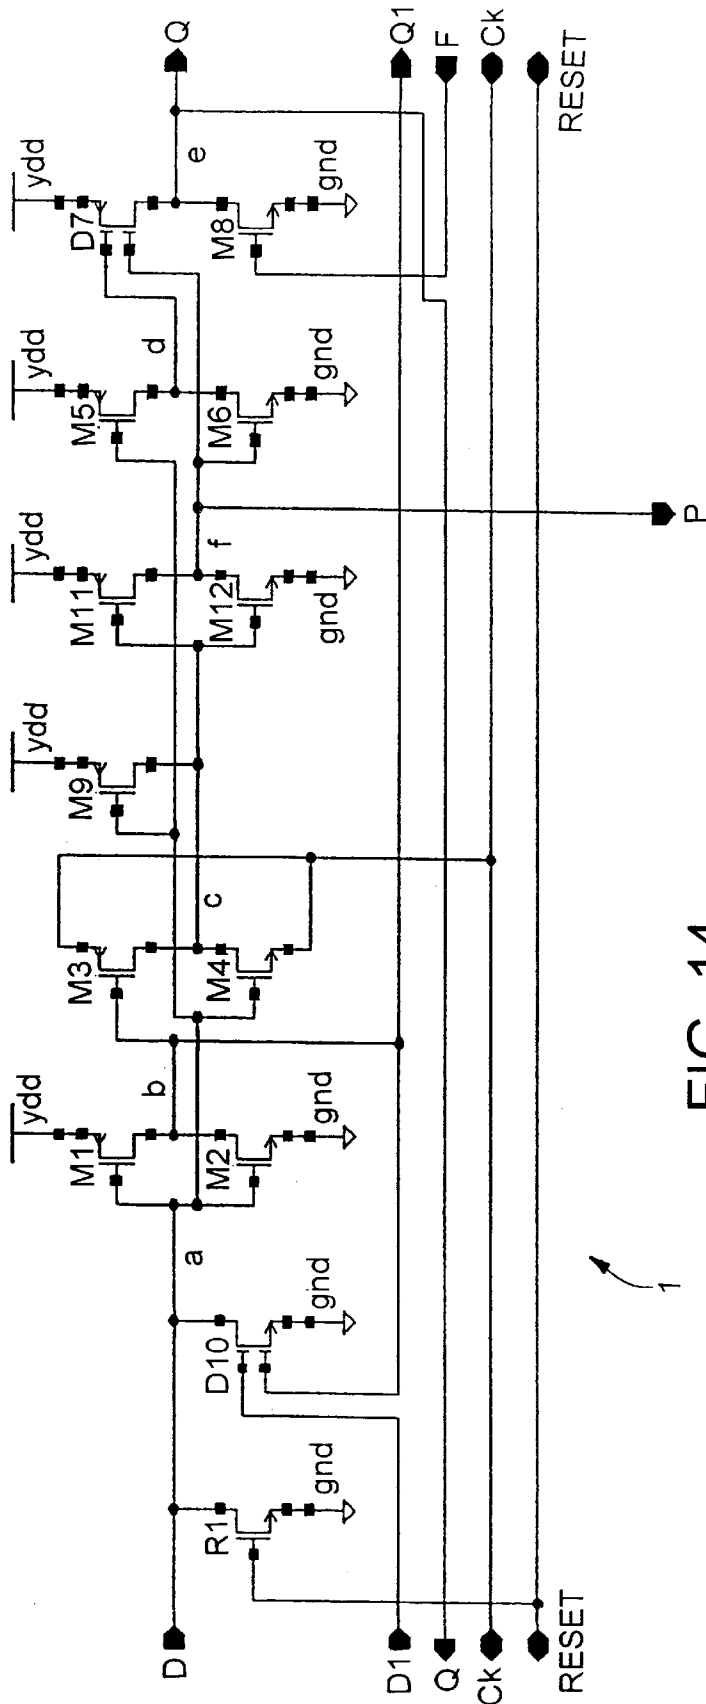 ydd
ydd
ydd
ydd
ydd
D
R1
gnd
D10
gnd
a
M1
M2
gnd
b
M3
M4
c
M9
M11
M12
gnd
f
M5
M6
gnd
d
D7
M8
gnd
e
Q
D1
Q1
Q
F
Ck
Ck
RESET
RESET
P
1
FIG. 14